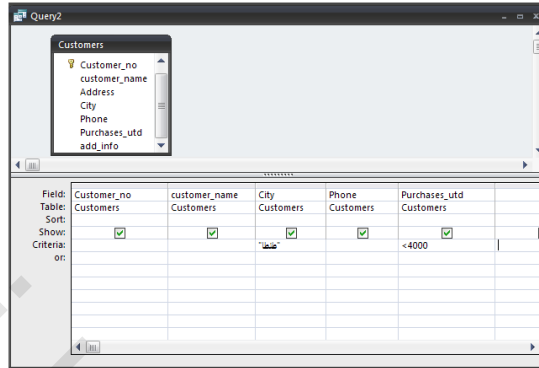 Query2
Customers
Customer_no
customer_name
Address
City
Phone
Purchases_utd
add_info
Field: Customer_no customer_name City Phone Purchases_utd
Table: Customers Customers Customers Customers Customers
Sort:
Show:
Criteria: "طنطا" <4000
or: